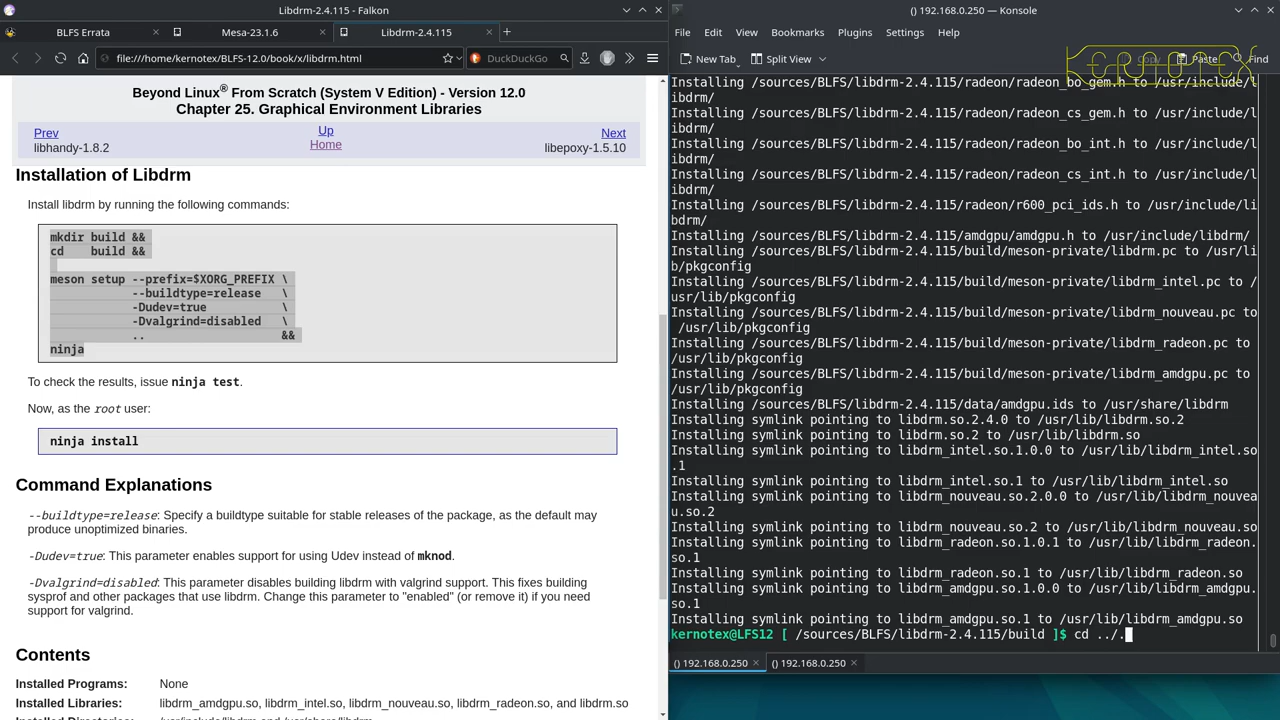 Libdrm-2.4.115 - Falkon
BLFS Errata
Mesa-23.1.6
Libdrm-2.4.115
file:///home/kernotex/BLFS-12.0/book/x/libdrm.html
DuckDuckGo
Beyond Linux® From Scratch (System V Edition) - Version 12.0
Chapter 25. Graphical Environment Libraries
Prev
Up
Next
libhandy-1.8.2
Home
libepoxy-1.5.10
Installation of Libdrm
Install libdrm by running the following commands:
mkdir build &&
cd    build &&
meson setup --prefix=$XORG_PREFIX \
            --buildtype=release   \
            -Dudev=true           \
            -Dvalgrind=disabled   \
            ..                    &&
ninja
To check the results, issue ninja test.
Now, as the root user:
ninja install
Command Explanations
--buildtype=release: Specify a buildtype suitable for stable releases of the package, as the default may
produce unoptimized binaries.
-Dudev=true: This parameter enables support for using Udev instead of mknod.
-Dvalgrind=disabled: This parameter disables building libdrm with valgrind support. This fixes building
sysprof and other packages that use libdrm. Change this parameter to "enabled" (or remove it) if you need
support for valgrind.
Contents
Installed Programs: None
Installed Libraries: libdrm_amdgpu.so, libdrm_intel.so, libdrm_nouveau.so, libdrm_radeon.so, and libdrm.so
Installed Directories: /usr/include/libdrm and /usr/share/libdrm
() 192.168.0.250 — Konsole
File Edit View Bookmarks Plugins Settings Help
New Tab Split View Copy Paste Find
KERNOTEX
Installing /sources/BLFS/libdrm-2.4.115/radeon/radeon_bo_gem.h to /usr/include/l
ibdrm/
Installing /sources/BLFS/libdrm-2.4.115/radeon/radeon_cs_gem.h to /usr/include/l
ibdrm/
Installing /sources/BLFS/libdrm-2.4.115/radeon/radeon_bo_int.h to /usr/include/l
ibdrm/
Installing /sources/BLFS/libdrm-2.4.115/radeon/radeon_cs_int.h to /usr/include/l
ibdrm/
Installing /sources/BLFS/libdrm-2.4.115/radeon/r600_pci_ids.h to /usr/include/li
bdrm/
Installing /sources/BLFS/libdrm-2.4.115/amdgpu/amdgpu.h to /usr/include/libdrm/
Installing /sources/BLFS/libdrm-2.4.115/build/meson-private/libdrm.pc to /usr/li
b/pkgconfig
Installing /sources/BLFS/libdrm-2.4.115/build/meson-private/libdrm_intel.pc to /
usr/lib/pkgconfig
Installing /sources/BLFS/libdrm-2.4.115/build/meson-private/libdrm_nouveau.pc to
 /usr/lib/pkgconfig
Installing /sources/BLFS/libdrm-2.4.115/build/meson-private/libdrm_radeon.pc to
/usr/lib/pkgconfig
Installing /sources/BLFS/libdrm-2.4.115/build/meson-private/libdrm_amdgpu.pc to
/usr/lib/pkgconfig
Installing /sources/BLFS/libdrm-2.4.115/data/amdgpu.ids to /usr/share/libdrm
Installing symlink pointing to libdrm.so.2.4.0 to /usr/lib/libdrm.so.2
Installing symlink pointing to libdrm.so.2 to /usr/lib/libdrm.so
Installing symlink pointing to libdrm_intel.so.1.0.0 to /usr/lib/libdrm_intel.so
.1
Installing symlink pointing to libdrm_intel.so.1 to /usr/lib/libdrm_intel.so
Installing symlink pointing to libdrm_nouveau.so.2.0.0 to /usr/lib/libdrm_nouvea
u.so.2
Installing symlink pointing to libdrm_nouveau.so.2 to /usr/lib/libdrm_nouveau.so
Installing symlink pointing to libdrm_radeon.so.1.0.1 to /usr/lib/libdrm_radeon.
so.1
Installing symlink pointing to libdrm_radeon.so.1 to /usr/lib/libdrm_radeon.so
Installing symlink pointing to libdrm_amdgpu.so.1.0.0 to /usr/lib/libdrm_amdgpu.
so.1
Installing symlink pointing to libdrm_amdgpu.so.1 to /usr/lib/libdrm_amdgpu.so
kernotex@LFS12 [ /sources/BLFS/libdrm-2.4.115/build ]$ cd ../.
() 192.168.0.250
() 192.168.0.250